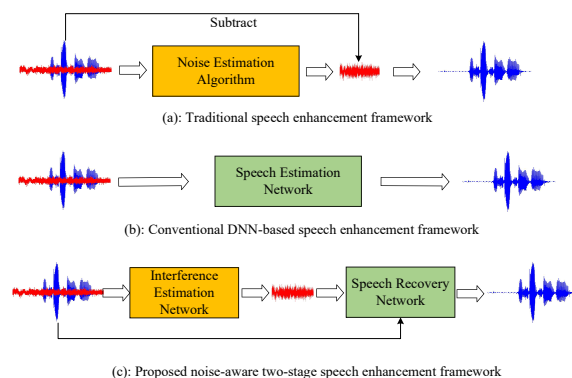 Subtract
Noise Estimation
Algorithm
(a): Traditional speech enhancement framework
Speech Estimation
Network
(b): Conventional DNN-based speech enhancement framework
Interference
Estimation
Network
Speech Recovery
Network
(c): Proposed noise-aware two-stage speech enhancement framework